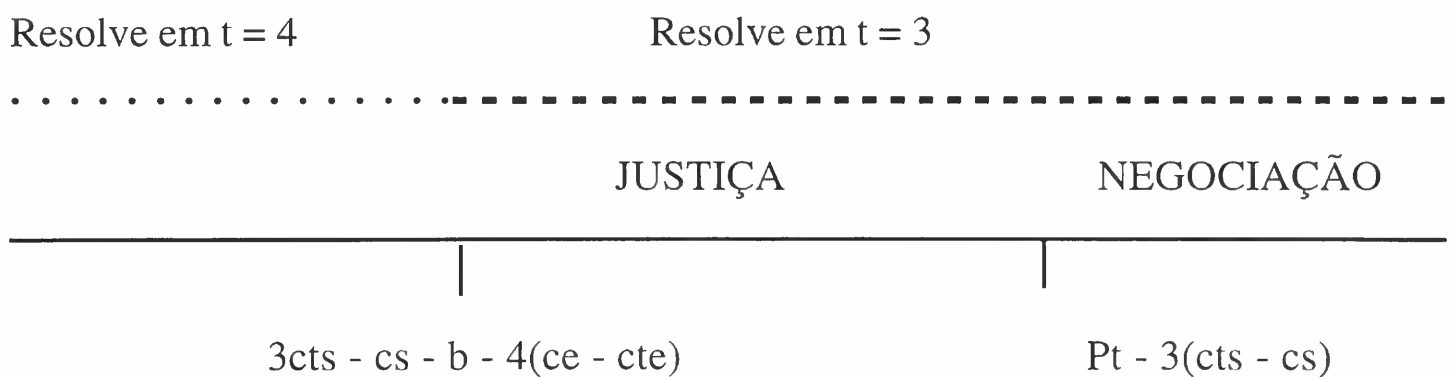 Resolve em t = 4 Resolve em t = 3
JUSTIÇA NEGOCIAÇÃO
3cts - cs - b - 4(ce - cte) Pt - 3(cts - cs)